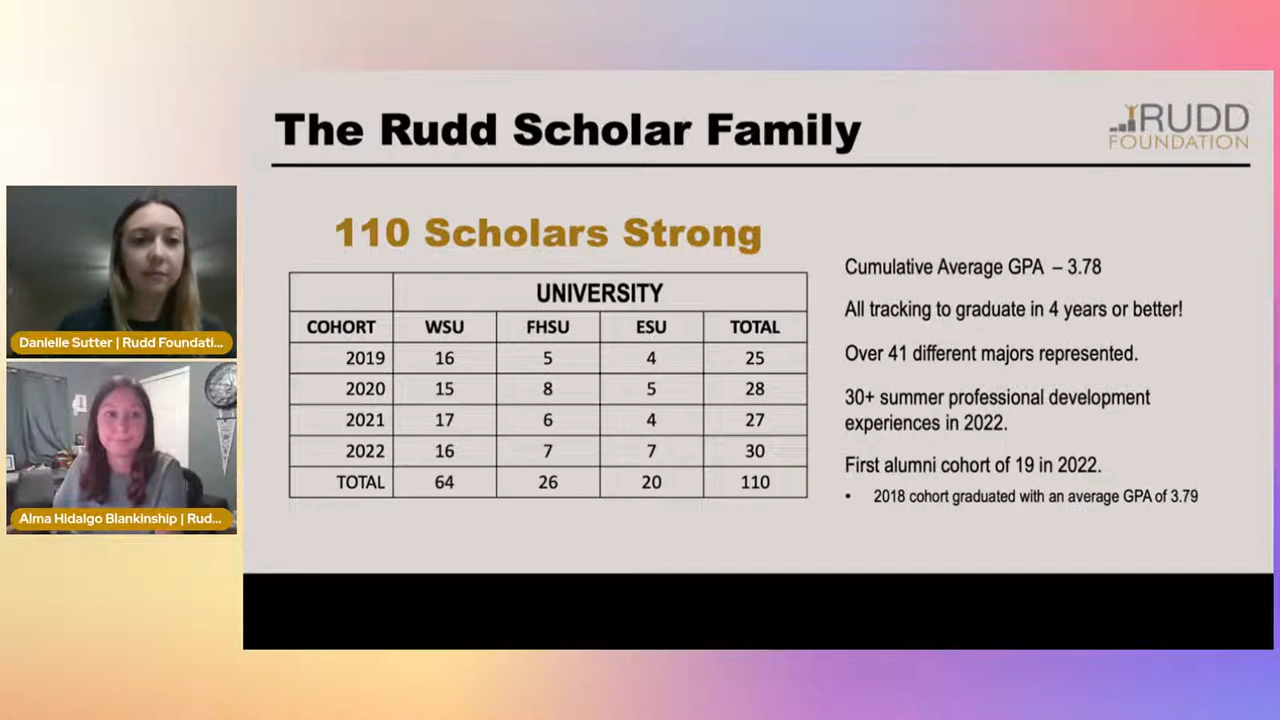 The Rudd Scholar Family
RUDD
FOUNDATION
110 Scholars Strong
UNIVERSITY
COHORT WSU FHSU ESU TOTAL
2019 16 5 4 25
2020 15 8 5 28
2021 17 6 4 27
2022 16 7 7 30
TOTAL 64 26 20 110
Cumulative Average GPA – 3.78
All tracking to graduate in 4 years or better!
Over 41 different majors represented.
30+ summer professional development
experiences in 2022.
First alumni cohort of 19 in 2022.
• 2018 cohort graduated with an average GPA of 3.79
Danielle Sutter | Rudd Foundati...
Alma Hidalgo Blankinship | Rud...